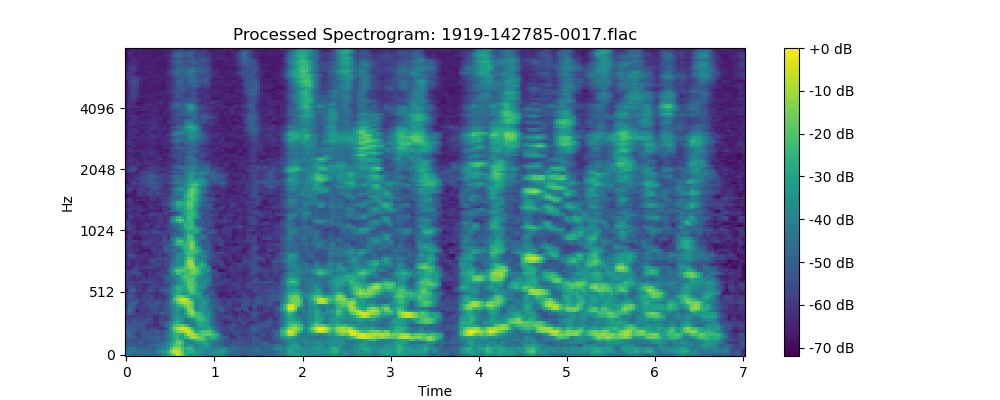 Processed Spectrogram: 1919-142785-0017.flac
Hz
4096
2048
1024
512
0
0 1 2 3 4 5 6 7
Time
+0 dB
-10 dB
-20 dB
-30 dB
-40 dB
-50 dB
-60 dB
-70 dB